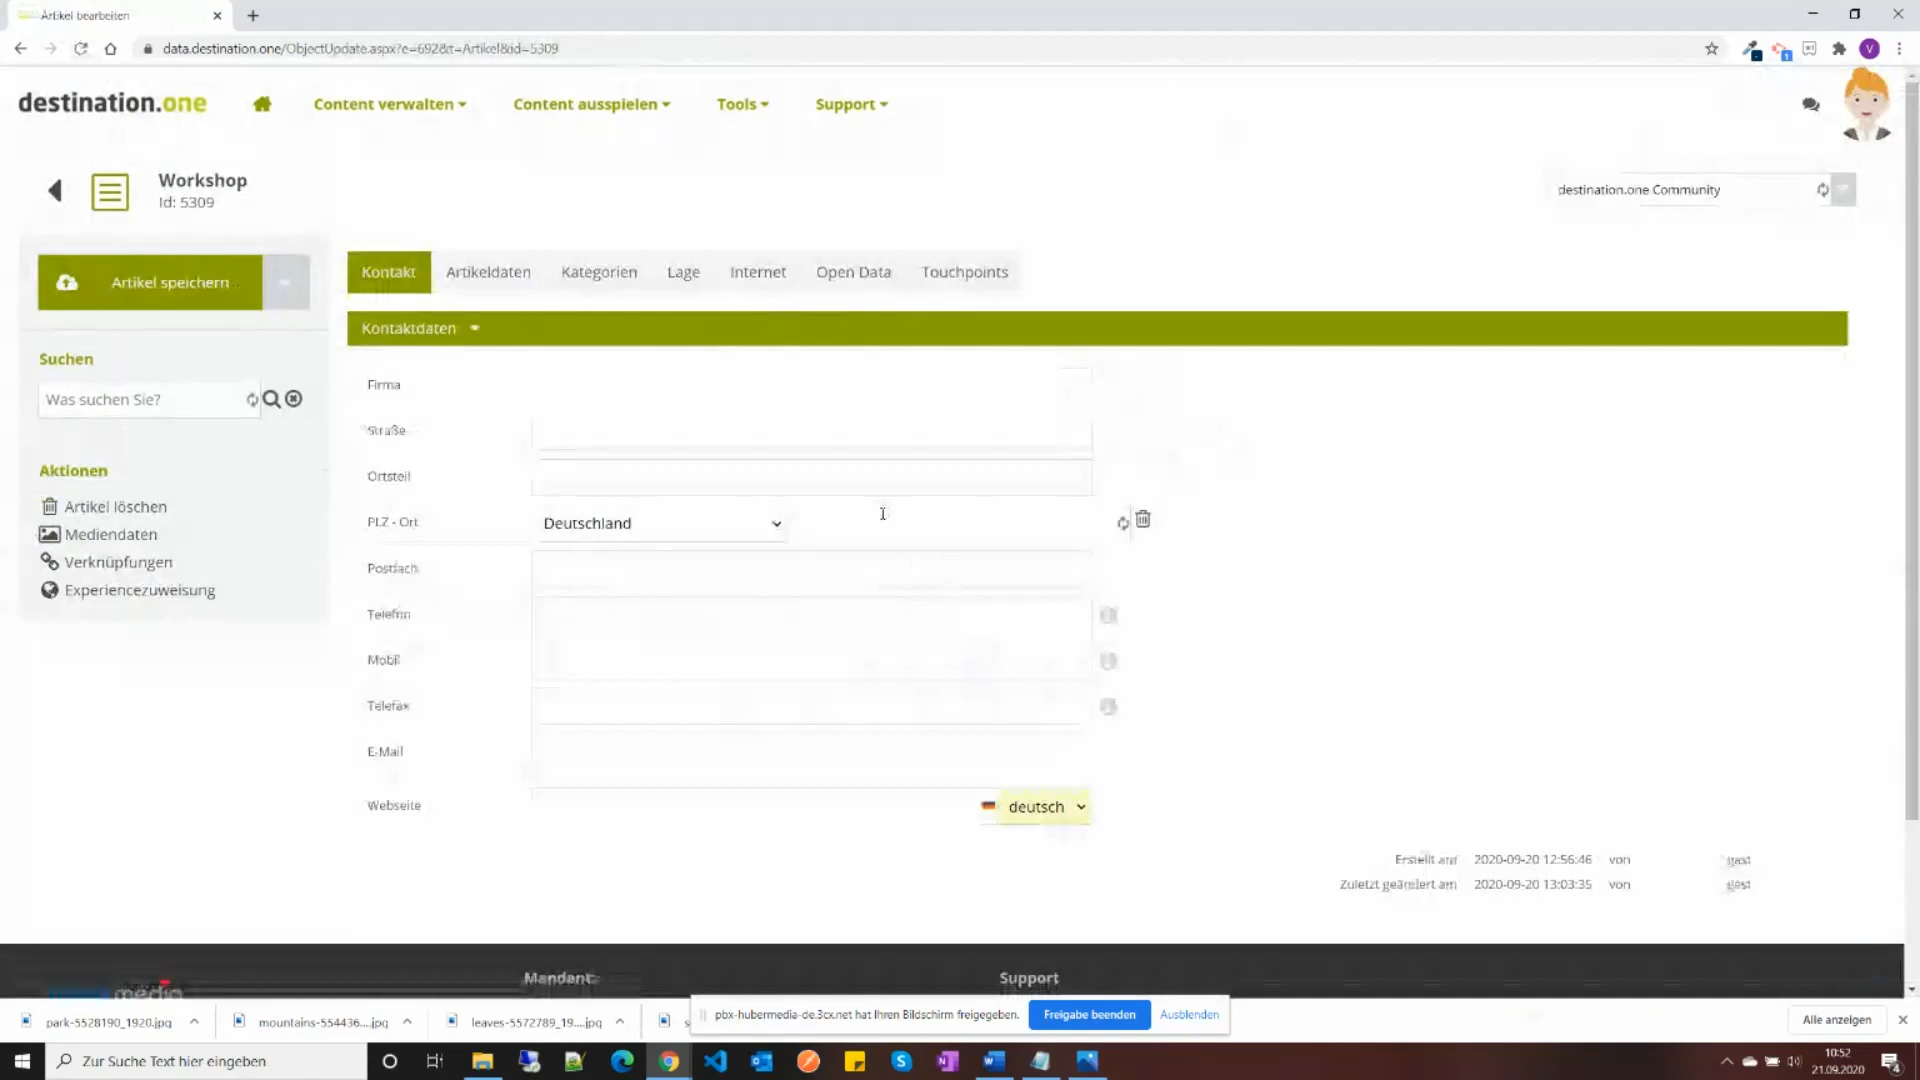 Artikel bearbeiten
data.destination.one/ObjectUpdate.aspx?e=692&t=Artikel&id=5309
V
destination.one
Content verwalten
Content ausspielen
Tools
Support
Workshop
Id: 5309
destination.one Community
Artikel speichern
Kontakt
Artikeldaten
Kategorien
Lage
Internet
Open Data
Touchpoints
Kontaktdaten
Suchen
Was suchen Sie?
Aktionen
Artikel löschen
Mediendaten
Verknüpfungen
Experiencezuweisung
Firma
Straße
Ortsteil
PLZ - Ort
Deutschland
Postfach
Telefon
Mobil
Telefax
E-Mail
Webseite
deutsch
Erstellt am 2020-09-20 12:56:46 von gast
Zuletzt geändert am 2020-09-20 13:03:35 von gast
media
Mandant
Support
park-5528190_1920.jpg
mountains-554436....jpg
leaves-5572789_19....jpg
pbx-hubermedia-de.3cx.net hat Ihren Bildschirm freigegeben.
Freigabe beenden
Ausblenden
Alle anzeigen
Zur Suche Text hier eingeben
10:52
21.09.2020
4